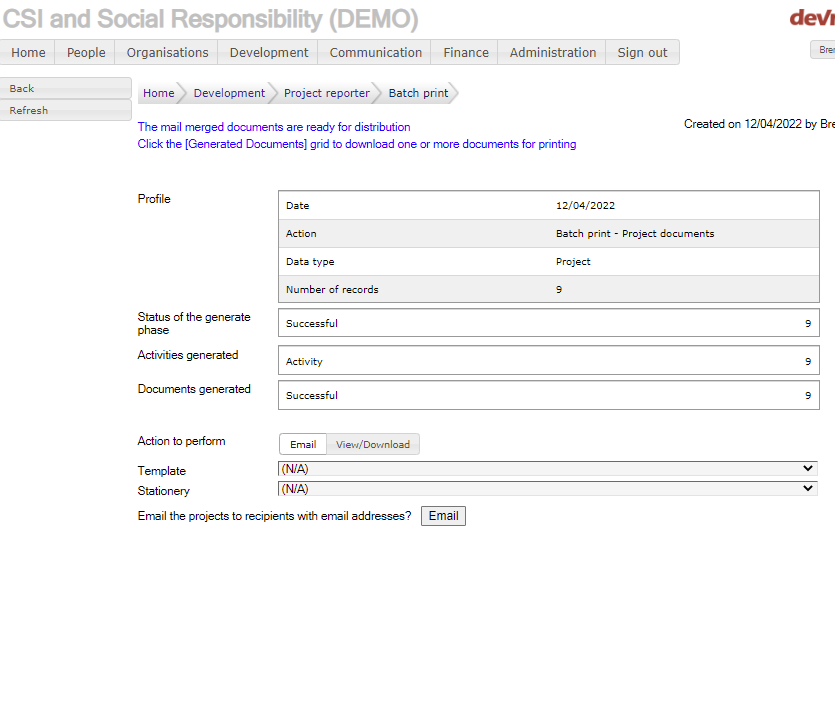 CSI and Social Responsibility (DEMO)
Home People Organisations Development Communication Finance Administration Sign out
Back
Refresh
Home Development Project reporter Batch print
The mail merged documents are ready for distribution
Click the [Generated Documents] grid to download one or more documents for printing
Created on 12/04/2022 by
Profile
Date 12/04/2022
Action Batch print - Project documents
Data type Project
Number of records 9
Status of the generate
phase
Successful 9
Activities generated
Activity 9
Documents generated
Successful 9
Action to perform
Email View/Download
Template (N/A)
Stationery (N/A)
Email the projects to recipients with email addresses? Email